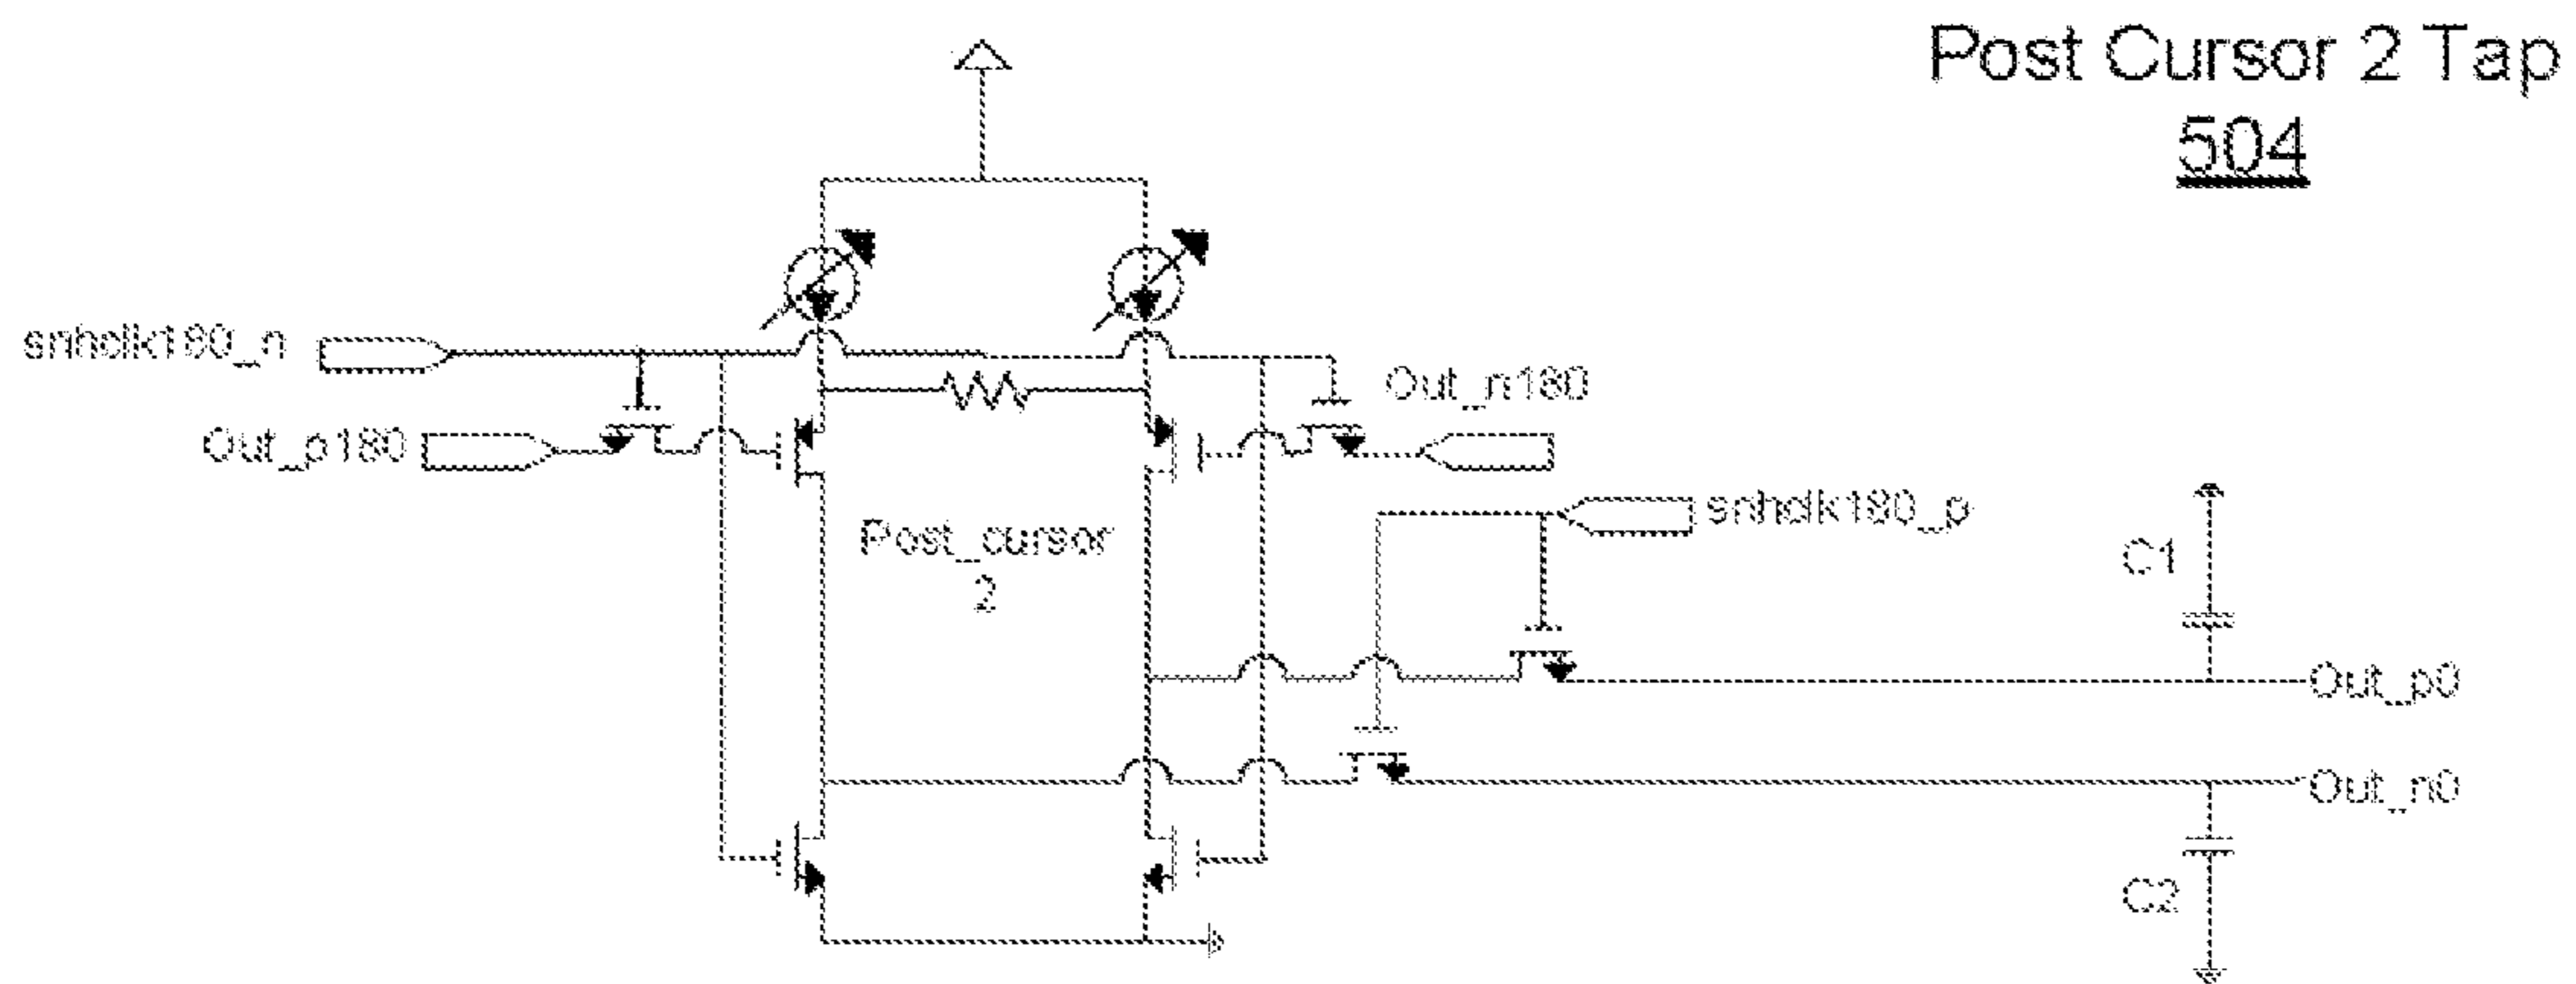 Post Cursor 2 Tap
504
snhclk180_n
Out_n180
Out_p180
snhclk180_p
Post_cursor
2
C1
Out_p0
Out_n0
C2